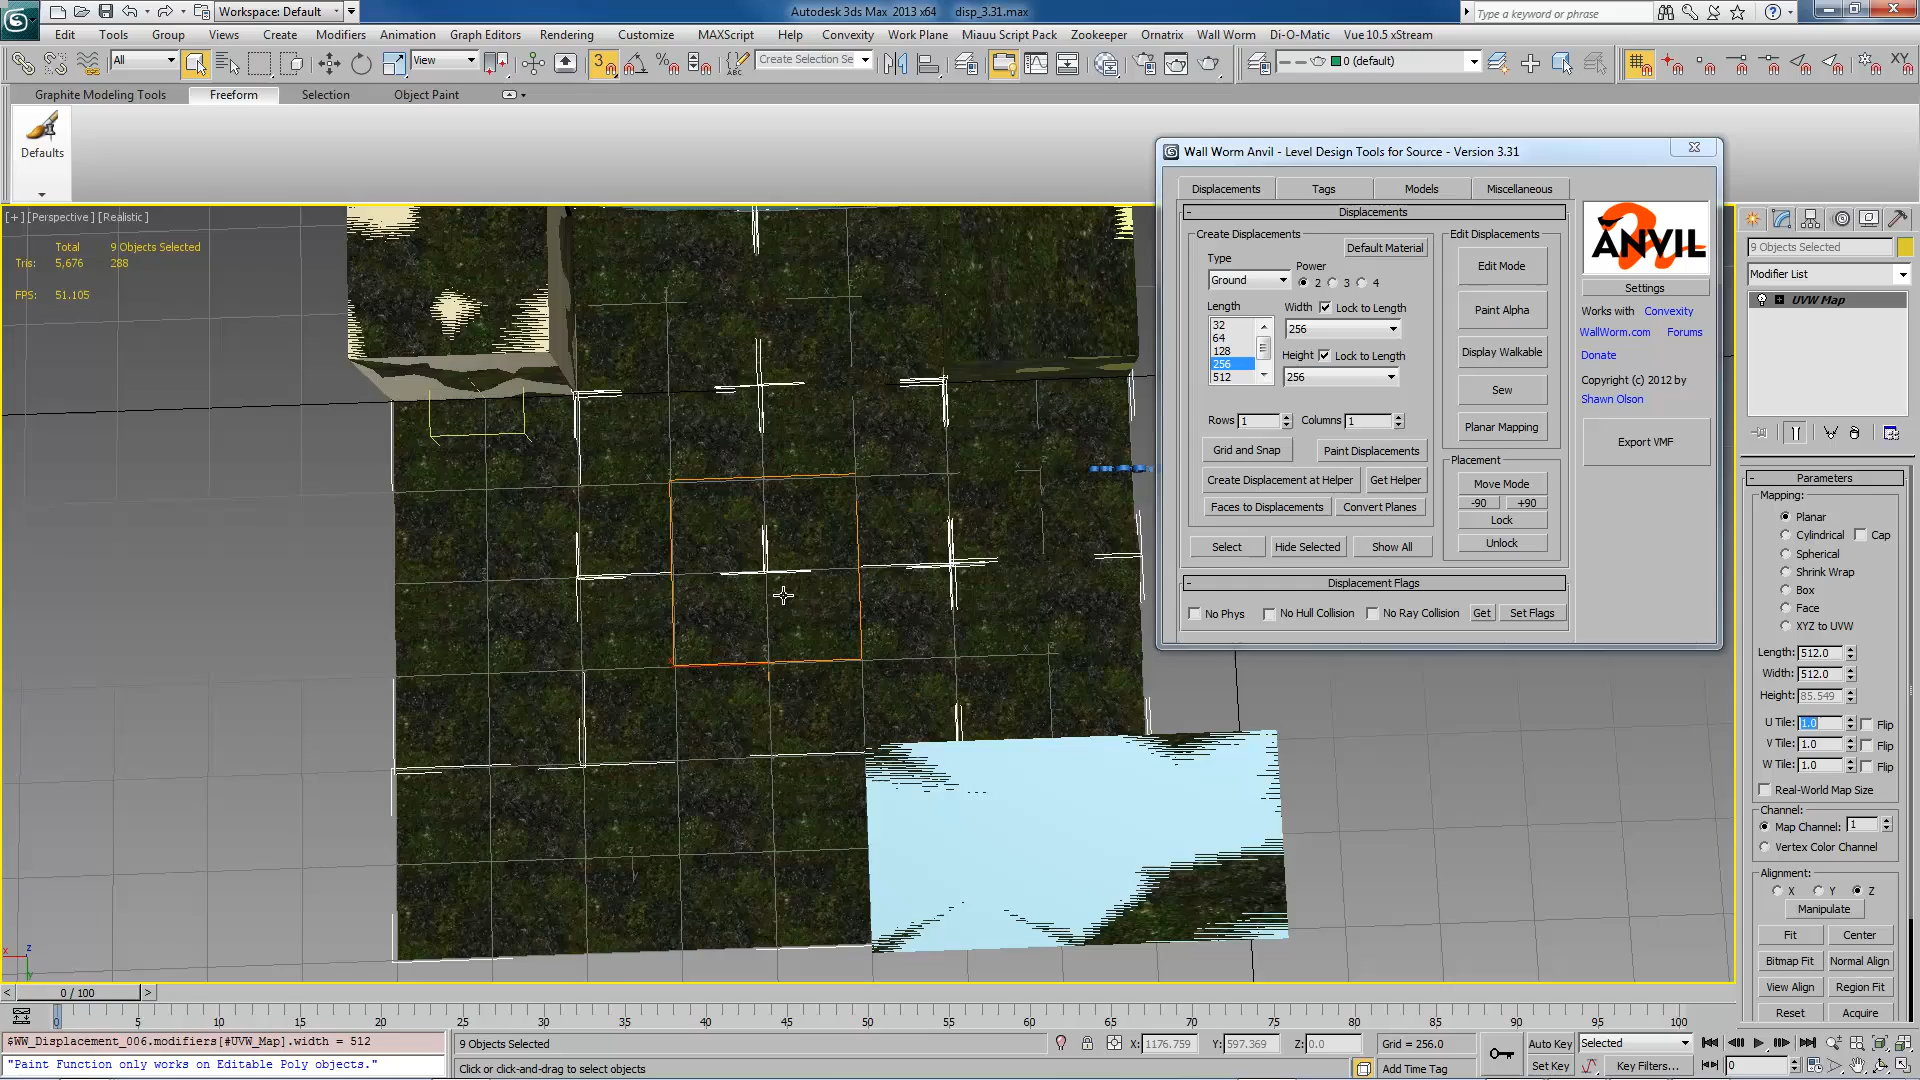 Workspace: Default
Autodesk 3ds Max 2013 x64 disp_3.31.max
Type a keyword or phrase
Edit Tools Group Views Create Modifiers Animation Graph Editors Rendering Customize MAXScript Help Convexity Work Plane Miauu Script Pack Zookeeper Ornatrix Wall Worm Di-O-Matic Vue 10.5 xStream
All View 3 Create Selection Se 0 (default) XY
Graphite Modeling Tools Freeform Selection Object Paint
Defaults
[+] [Perspective] [Realistic]
Total 9 Objects Selected
Tris: 5,676 288
FPS: 51.105
Wall Worm Anvil - Level Design Tools for Source - Version 3.31
Displacements Tags Models Miscellaneous
Displacements
Create Displacements
Default Material
Type
Power
Ground
2 3 4
Length
Width Lock to Length
32
64
128
256
512
256
Height Lock to Length
256
Rows 1 Columns 1
Grid and Snap Paint Displacements
Create Displacement at Helper Get Helper
Faces to Displacements Convert Planes
Select Hide Selected Show All
Edit Displacements
Edit Mode
Paint Alpha
Display Walkable
Sew
Planar Mapping
Placement
Move Mode
-90 +90
Lock
Unlock
Displacement Flags
No Phys No Hull Collision No Ray Collision Get Set Flags
ANVIL
Settings
Works with Convexity
WallWorm.com Forums
Donate
Copyright (c) 2012 by
Shawn Olson
Export VMF
9 Objects Selected
Modifier List
UVW Map
Parameters
Mapping:
Planar
Cylindrical Cap
Spherical
Shrink Wrap
Box
Face
XYZ to UVW
Length: 512.0
Width: 512.0
Height: 85.549
U Tile: 1.0 Flip
V Tile: 1.0 Flip
W Tile: 1.0 Flip
Real-World Map Size
Channel:
Map Channel: 1
Vertex Color Channel
Alignment:
X Y Z
Manipulate
Fit Center
Bitmap Fit Normal Align
View Align Region Fit
Reset Acquire
x z y
< 0 / 100 >
0 5 10 15 20 25 30 35 40 45 50 55 60 65 70 75 80 85 90 95 100
$WW_Displacement_006.modifiers[#UVW_Map].width = 512
"Paint Function only works on Editable Poly objects."
9 Objects Selected
X: 1176.759 Y: 597.369 Z: 0.0 Grid = 256.0
Click or click-and-drag to select objects
Add Time Tag
Auto Key Selected
Set Key Key Filters...
0